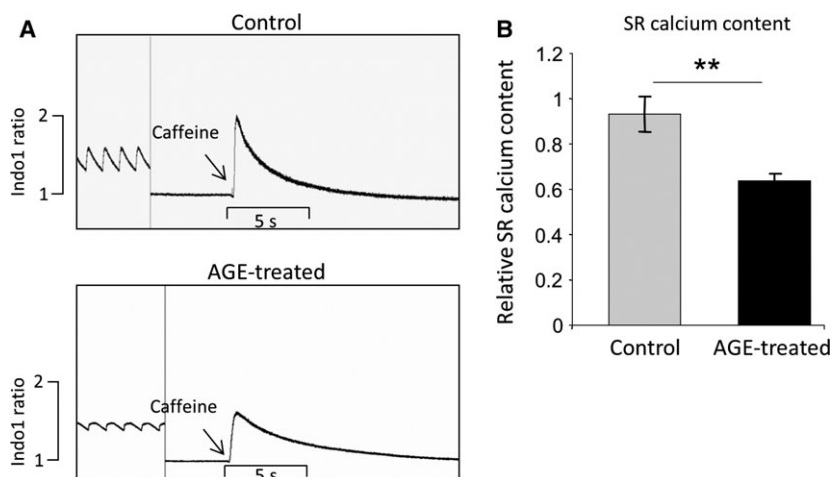 A
Control
Indo1 ratio
2
1
Caffeine
5 s
AGE-treated
Indo1 ratio
2
1
Caffeine
5 s
B
SR calcium content
Relative SR calcium content
1.2
1
0.8
0.6
0.4
0.2
0
**
Control
AGE-treated